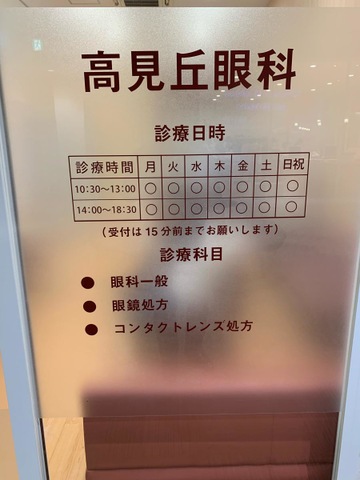 高見丘眼科
診療日時
診療時間 月 火 水 木 金 土 日祝
10:30〜13:00 ○ ○ ○ ○ ○ ○ ○
14:00〜18:30 ○ ○ ○ ○ ○ ○ ○
（受付は15分前までお願いします）
診療科目
● 眼科一般
● 眼鏡処方
● コンタクトレンズ処方